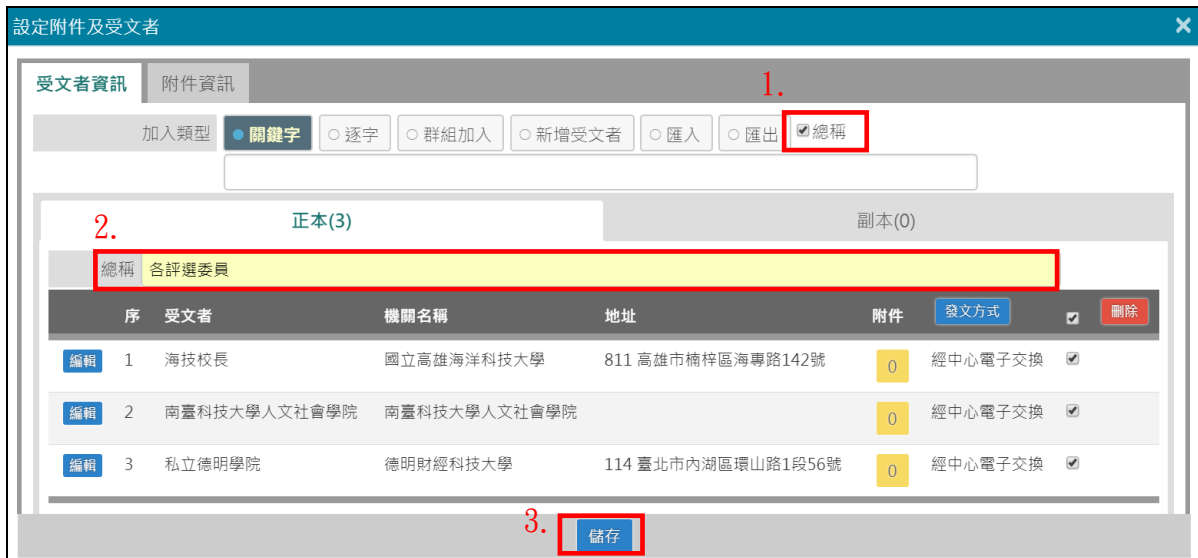 設定附件及受文者 ×
受文者資訊 附件資訊
1.
加入類型 關鍵字 逐字 群組加入 新增受文者 匯入 匯出 總稱
正本(3) 副本(0)
2.
總稱 各評選委員
序 受文者 機關名稱 地址 附件 發文方式 刪除
編輯 1 海技校長 國立高雄海洋科技大學 811 高雄市楠梓區海專路142號 0 經中心電子交換
編輯 2 南臺科技大學人文社會學院 南臺科技大學人文社會學院 0 經中心電子交換
編輯 3 私立德明學院 德明財經科技大學 114 臺北市內湖區環山路1段56號 0 經中心電子交換
3. 儲存